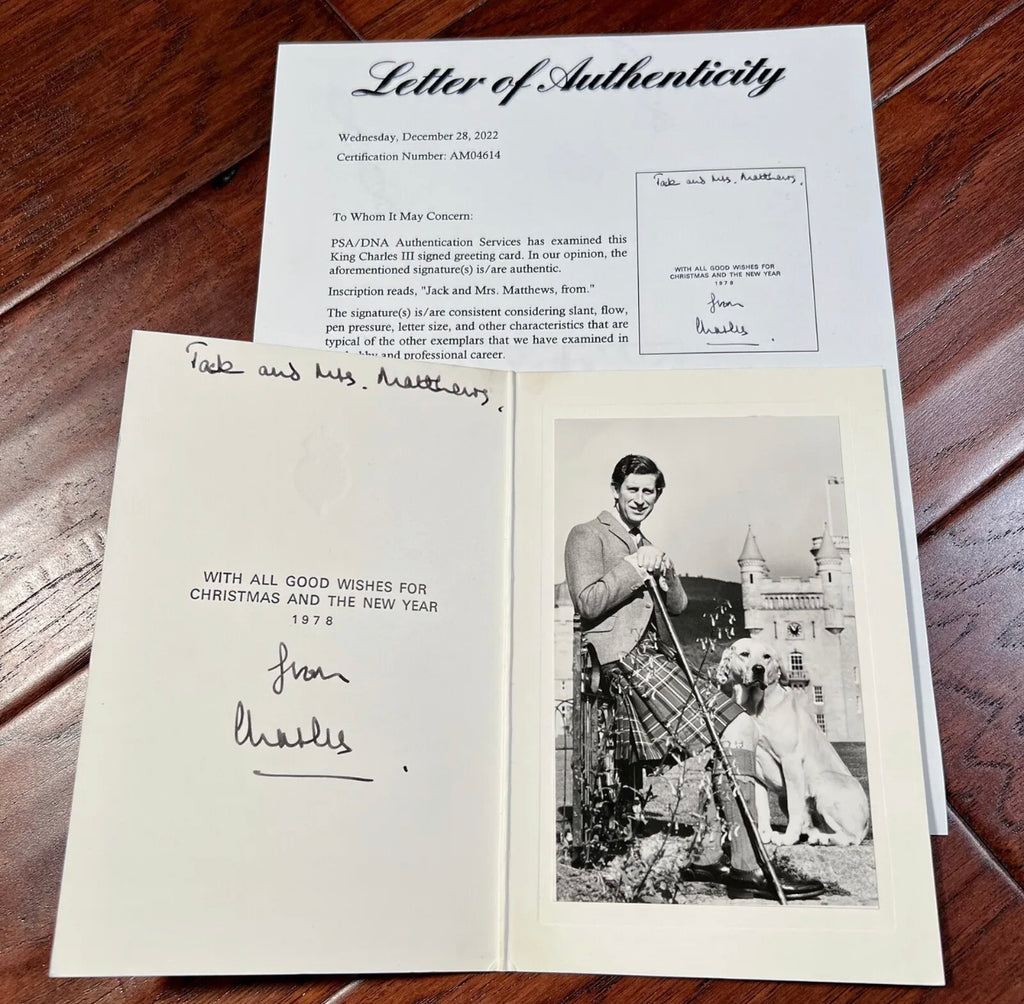 Letter of Authenticity
Wednesday, December 28, 2022
Certification Number: AM04614
To Whom It May Concern:
PSA/DNA Authentication Services has examined this
King Charles III signed greeting card. In our opinion, the
aforementioned signature(s) is/are authentic.
Inscription reads, "Jack and Mrs. Matthews, from."
The signature(s) is/are consistent considering slant, flow,
pen pressure, letter size, and other characteristics that are
typical of the other exemplars that we have examined in
and professional career.
Jack and Mrs. Matthews,
WITH ALL GOOD WISHES FOR
CHRISTMAS AND THE NEW YEAR
1978
from
Charles
Jack and Mrs. Matthews,
WITH ALL GOOD WISHES FOR
CHRISTMAS AND THE NEW YEAR
1978
from
Charles